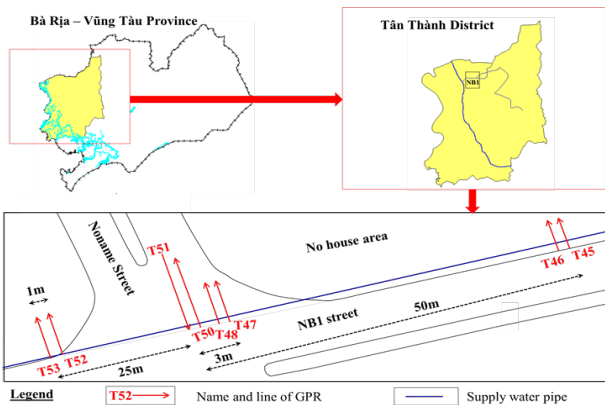 Bà Rịa – Vũng Tàu Province
Tân Thành District
NB1
Noname Street
T51
No house area
1m
T46
T45
T47
T50
T48
NB1 street
50m
T53
T52
25m
3m
Legend
T52
Name and line of GPR
Supply water pipe